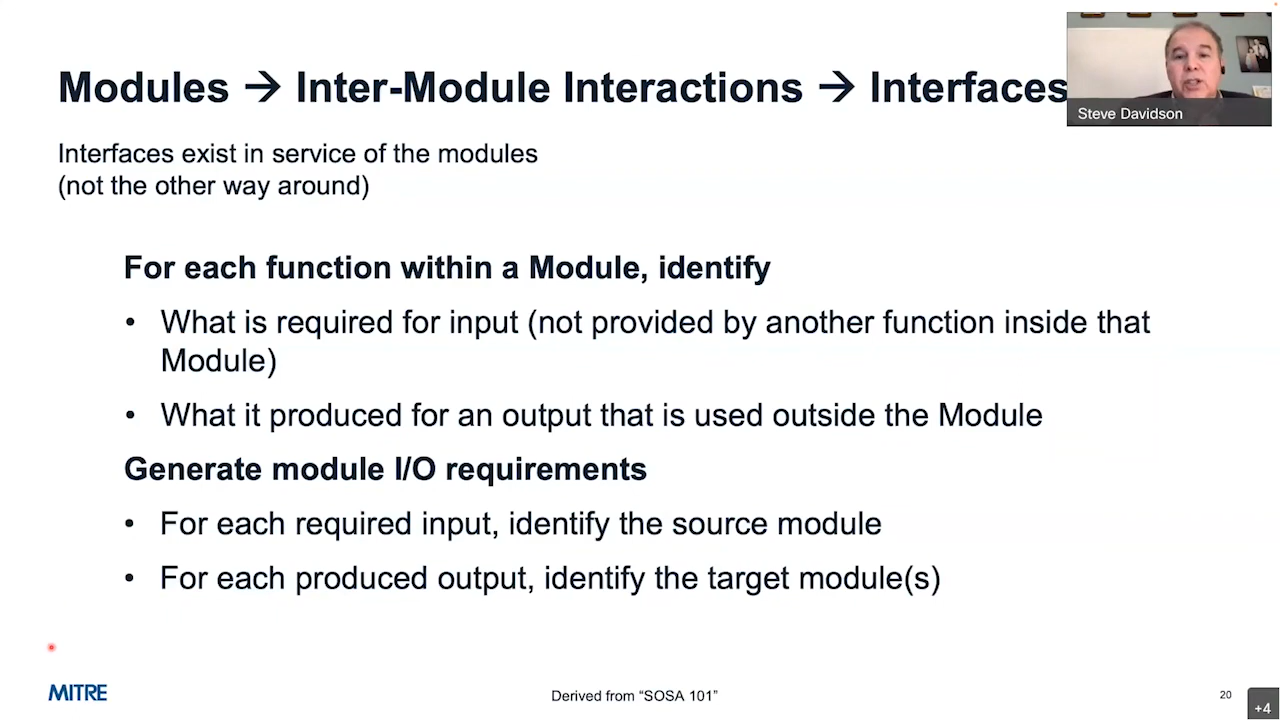 Modules → Inter-Module Interactions → Interfaces
Steve Davidson
Interfaces exist in service of the modules
(not the other way around)
For each function within a Module, identify
• What is required for input (not provided by another function inside that
Module)
• What it produced for an output that is used outside the Module
Generate module I/O requirements
• For each required input, identify the source module
• For each produced output, identify the target module(s)
MITRE
Derived from “SOSA 101”
20
+4